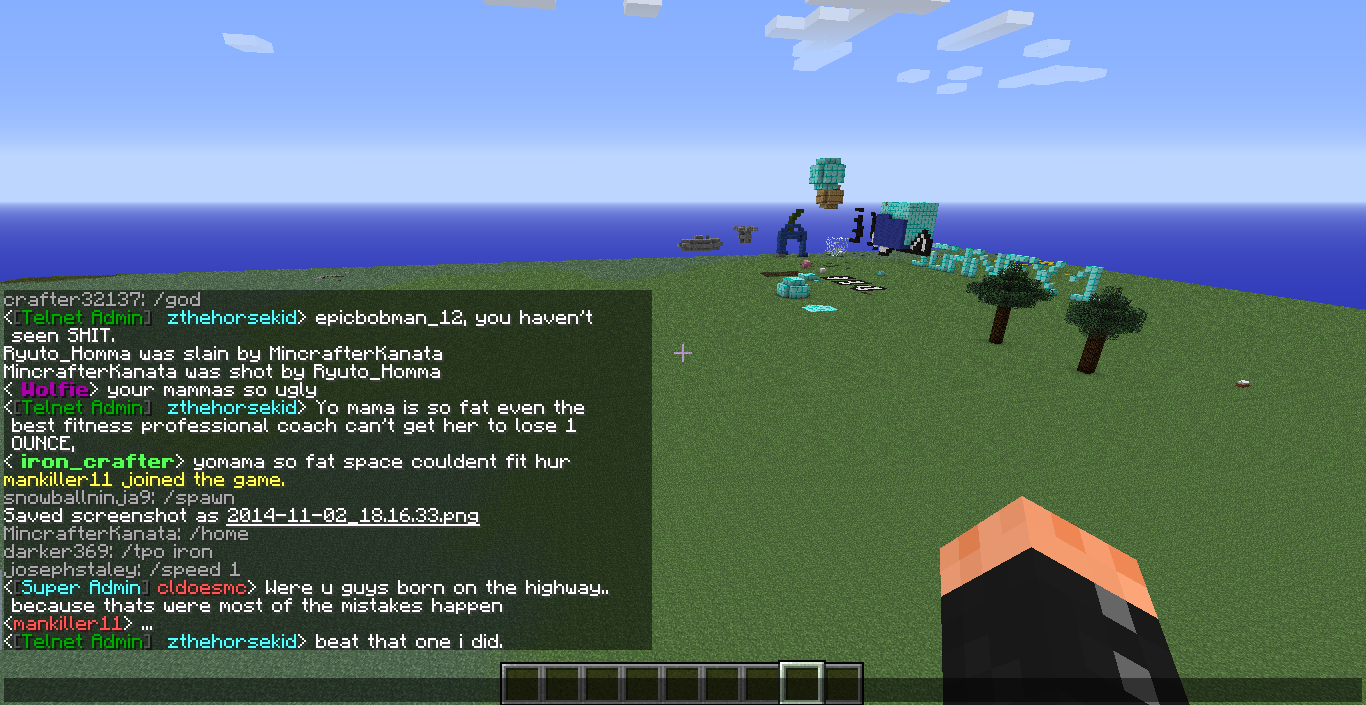 crafter32137: /god
<[Telnet Admin] zthehorsekid> epicbobman_12, you haven't
seen SHIT.
Ryuto_Homma was slain by MincrafterKanata
MincrafterKanata was shot by Ryuto_Homma
< Wolfie> your mammas so ugly
<[Telnet Admin] zthehorsekid> Yo mama is so fat even the
best fitness professional coach can't get her to lose 1
OUNCE,
< iron_crafter> yomama so fat space couldent fit hur
mankiller11 joined the game.
snowballninja9: /spawn
Saved screenshot as 2014-11-02_18.16.33.png
MincrafterKanata: /home
darker369: /tpo iron
josephstaley: /speed 1
<[Super Admin] cldoesmc> Were u guys born on the highway..
because thats were most of the mistakes happen
<mankiller11> ...
<[Telnet Admin] zthehorsekid> beat that one i did.